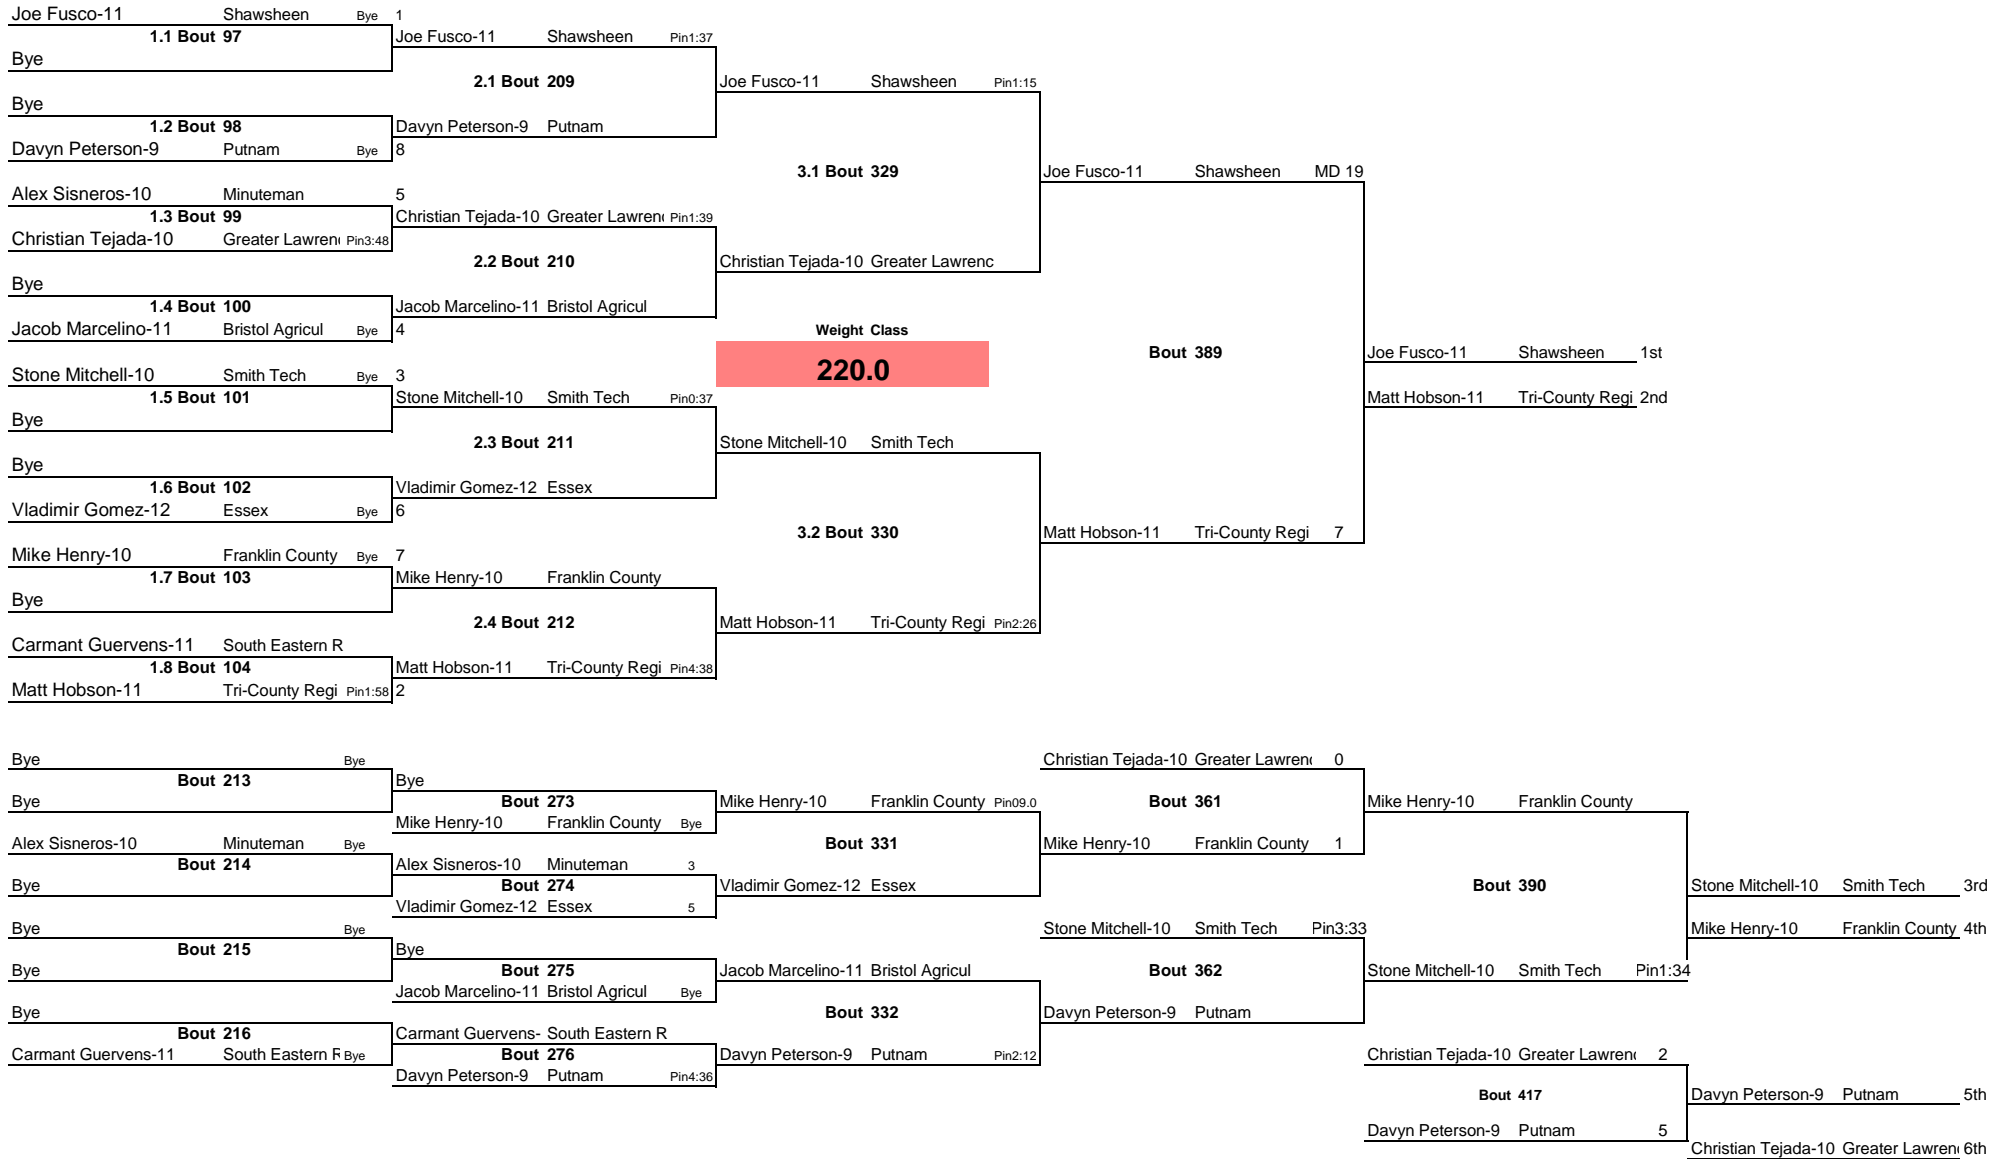 Joe Fusco-11 Shawsheen Bye 1
1.1 Bout 97 Joe Fusco-11 Shawsheen Pin1:37
Bye
2.1 Bout 209 Joe Fusco-11 Shawsheen Pin1:15
Bye
1.2 Bout 98 Davyn Peterson-9 Putnam
Davyn Peterson-9 Putnam Bye 8
3.1 Bout 329 Joe Fusco-11 Shawsheen MD 19
Alex Sisneros-10 Minuteman 5
1.3 Bout 99 Christian Tejada-10 Greater Lawrenc Pin1:39
Christian Tejada-10 Greater Lawrenc Pin3:48
2.2 Bout 210 Christian Tejada-10 Greater Lawrenc
Bye
1.4 Bout 100 Jacob Marcelino-11 Bristol Agricul
Jacob Marcelino-11 Bristol Agricul Bye 4 Weight Class
Bout 389 Joe Fusco-11 Shawsheen 1st
Stone Mitchell-10 Smith Tech Bye 3 220.0
1.5 Bout 101 Stone Mitchell-10 Smith Tech Pin0:37 Matt Hobson-11 Tri-County Regi 2nd
Bye
2.3 Bout 211 Stone Mitchell-10 Smith Tech
Bye
1.6 Bout 102 Vladimir Gomez-12 Essex
Vladimir Gomez-12 Essex Bye 6
3.2 Bout 330 Matt Hobson-11 Tri-County Regi 7
Mike Henry-10 Franklin County Bye 7
1.7 Bout 103 Mike Henry-10 Franklin County
Bye
2.4 Bout 212 Matt Hobson-11 Tri-County Regi Pin2:26
Carmant Guervens-11 South Eastern R
1.8 Bout 104 Matt Hobson-11 Tri-County Regi Pin4:38
Matt Hobson-11 Tri-County Regi Pin1:58 2
Bye Bye Christian Tejada-10 Greater Lawrenc 0
Bout 213 Bye
Bye Bout 273 Mike Henry-10 Franklin County Pin09.0 Bout 361 Mike Henry-10 Franklin County
Mike Henry-10 Franklin County Bye
Alex Sisneros-10 Minuteman Bye Bout 331 Mike Henry-10 Franklin County 1
Bout 214 Alex Sisneros-10 Minuteman 3
Bye Bout 274 Vladimir Gomez-12 Essex Bout 390 Stone Mitchell-10 Smith Tech 3rd
Vladimir Gomez-12 Essex 5
Bye Bye Stone Mitchell-10 Smith Tech Pin3:33 Mike Henry-10 Franklin County 4th
Bout 215 Bye
Bye Bout 275 Jacob Marcelino-11 Bristol Agricul Bout 362 Stone Mitchell-10 Smith Tech Pin1:34
Jacob Marcelino-11 Bristol Agricul Bye
Bye Bout 332 Davyn Peterson-9 Putnam
Bout 216 Carmant Guervens- South Eastern R
Carmant Guervens-11 South Eastern R Bye Bout 276 Davyn Peterson-9 Putnam Pin2:12 Christian Tejada-10 Greater Lawrenc 2
Davyn Peterson-9 Putnam Pin4:36
Bout 417 Davyn Peterson-9 Putnam 5th
Davyn Peterson-9 Putnam 5
Christian Tejada-10 Greater Lawrenc 6th